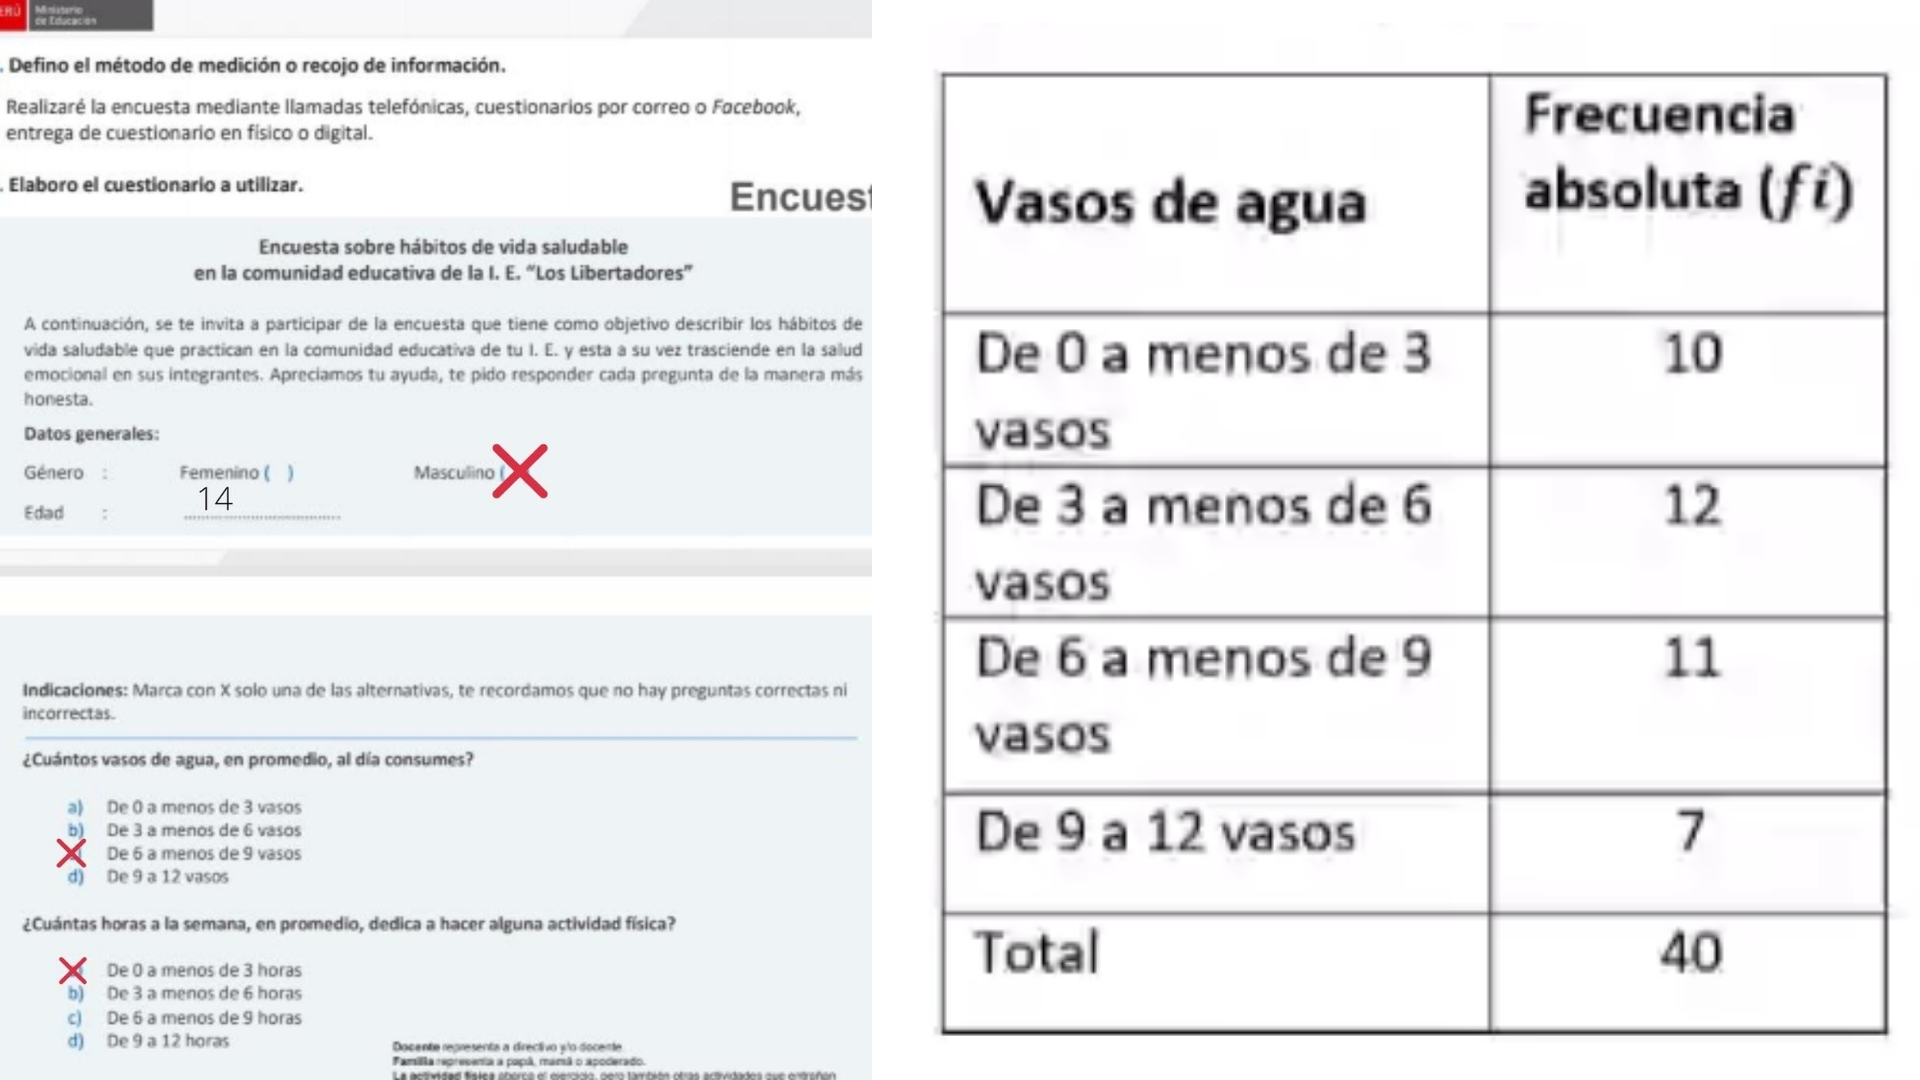 PERÚ
Ministerio
de Educación
. Defino el método de medición o recojo de información.
Realizaré la encuesta mediante llamadas telefónicas, cuestionarios por correo o Facebook,
entrega de cuestionario en físico o digital.
. Elaboro el cuestionario a utilizar.
Encuest
Encuesta sobre hábitos de vida saludable
en la comunidad educativa de la I. E. “Los Libertadores”
A continuación, se te invita a participar de la encuesta que tiene como objetivo describir los hábitos de
vida saludable que practican en la comunidad educativa de tu I. E. y esta a su vez trasciende en la salud
emocional en sus integrantes. Apreciamos tu ayuda, te pido responder cada pregunta de la manera más
honesta.
Datos generales:
Género : Femenino ( ) Masculino (
Edad : 14
Indicaciones: Marca con X solo una de las alternativas, te recordamos que no hay preguntas correctas ni
incorrectas.
¿Cuántos vasos de agua, en promedio, al día consumes?
a) De 0 a menos de 3 vasos
b) De 3 a menos de 6 vasos
De 6 a menos de 9 vasos
d) De 9 a 12 vasos
¿Cuántas horas a la semana, en promedio, dedica a hacer alguna actividad física?
De 0 a menos de 3 horas
b) De 3 a menos de 6 horas
c) De 6 a menos de 9 horas
d) De 9 a 12 horas
Docente representa a directivo y/o docente.
Familia representa a papá, mamá o apoderado.
La actividad física abarca el ejercicio, pero también otras actividades que entrañan
Vasos de agua
Frecuencia
absoluta (fi)
De 0 a menos de 3 10
vasos
De 3 a menos de 6 12
vasos
De 6 a menos de 9 11
vasos
De 9 a 12 vasos 7
Total 40